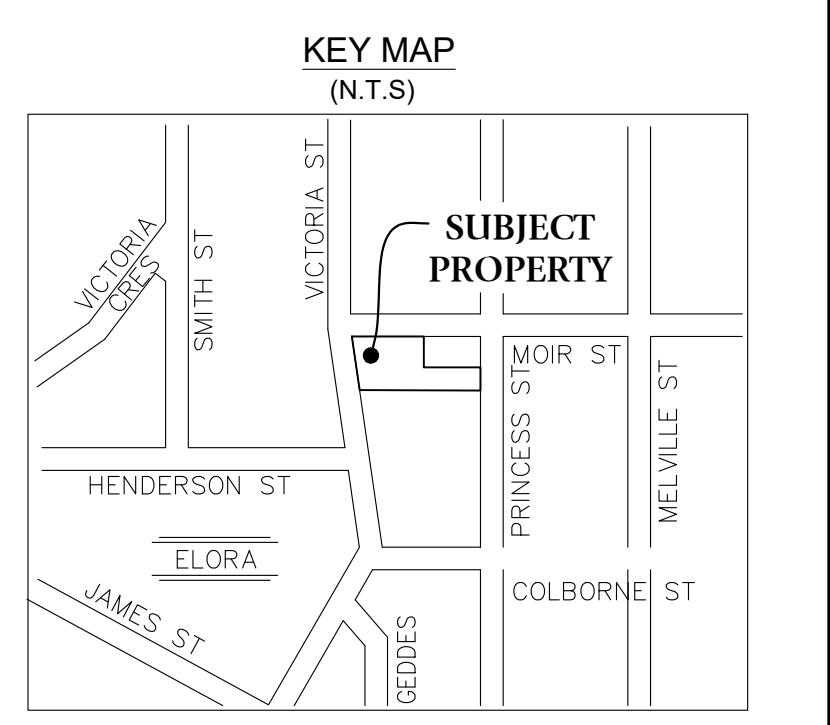 KEY MAP
(N.T.S)
VICTORIA ST
SUBJECT
PROPERTY
VICTORIA
CRES
SMITH ST
MOIR ST
PRINCESS ST
MELVILLE ST
HENDERSON ST
ELORA
COLBORNE ST
JAMES ST
GEDDES